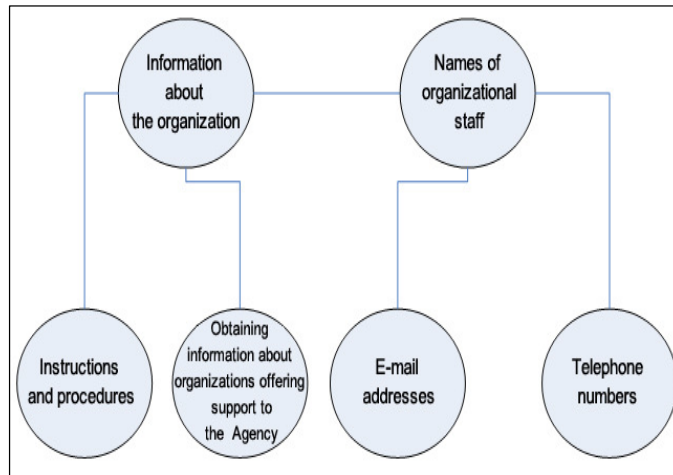 Information
about
the organization
Names of
organizational
staff
Instructions
and procedures
Obtaining
information about
organizations offering
support to
the Agency
E-mail
addresses
Telephone
numbers